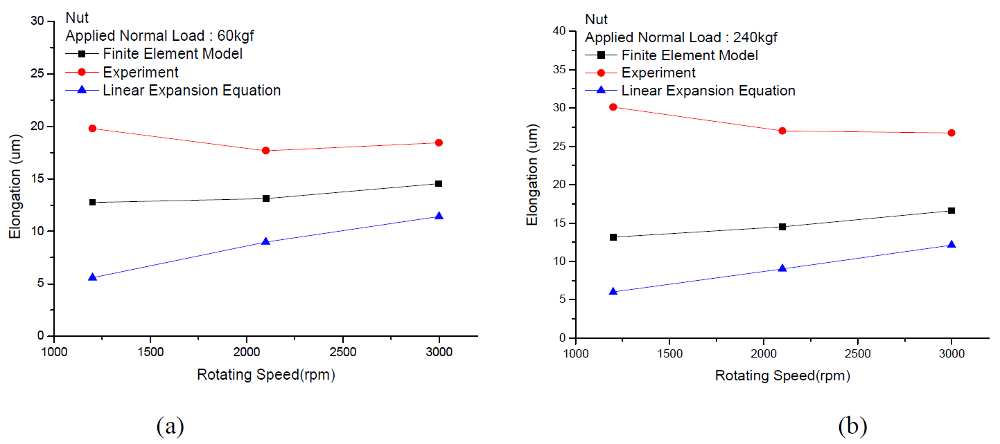 Nut
Applied Normal Load : 60kgf
Finite Element Model
Experiment
Linear Expansion Equation
30
25
20
15
10
5
0
Elongation (um)
1000 1500 2000 2500 3000
Rotating Speed(rpm)
(a)
Nut
Applied Normal Load : 240kgf
Finite Element Model
Experiment
Linear Expansion Equation
40
35
30
25
20
15
10
5
0
Elongation (um)
1000 1500 2000 2500 3000
Rotating Speed(rpm)
(b)